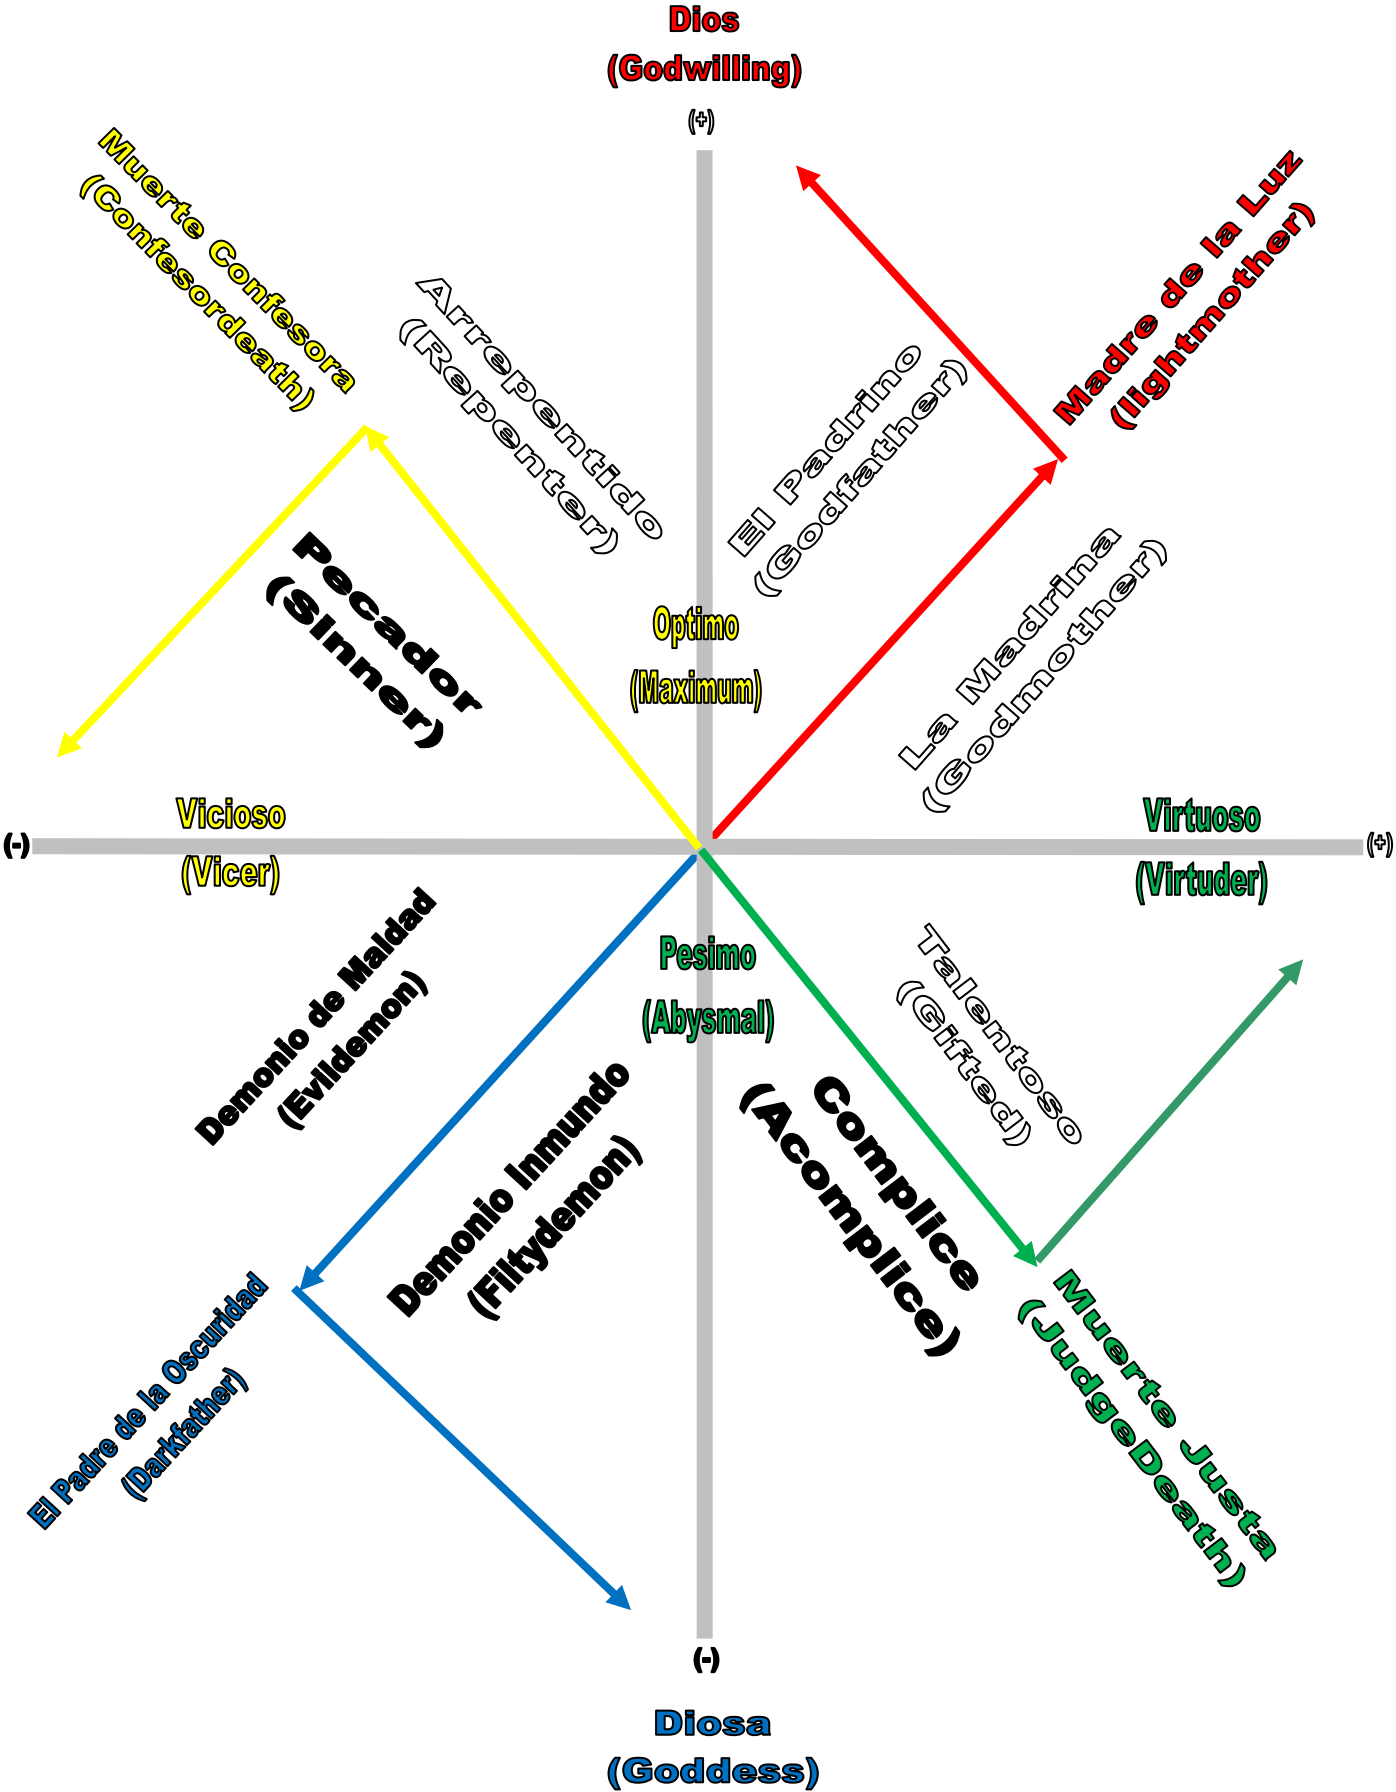 Dios
(Godwilling)
(+)
Muerte Confesora
(Confesordeath)
Arrepentido
(Repenter)
El Padrino
(Godfather)
Madre de la Luz
(lightmother)
Pecador
(Sinner)
Optimo
(Maximum)
La Madrina
(Godmother)
Vicioso
(Vicer)
(-)
Virtuoso
(Virtuder)
(+)
Demonio de Maldad
(Evildemon)
Pesimo
(Abysmal)
Talentoso
(Gifted)
Demonio Inmundo
(Filtydemon)
Complice
(Acomplice)
El Padre de la Oscuridad
(Darkfather)
Muerte Justa
(JudgeDeath)
(-)
Diosa
(Goddess)